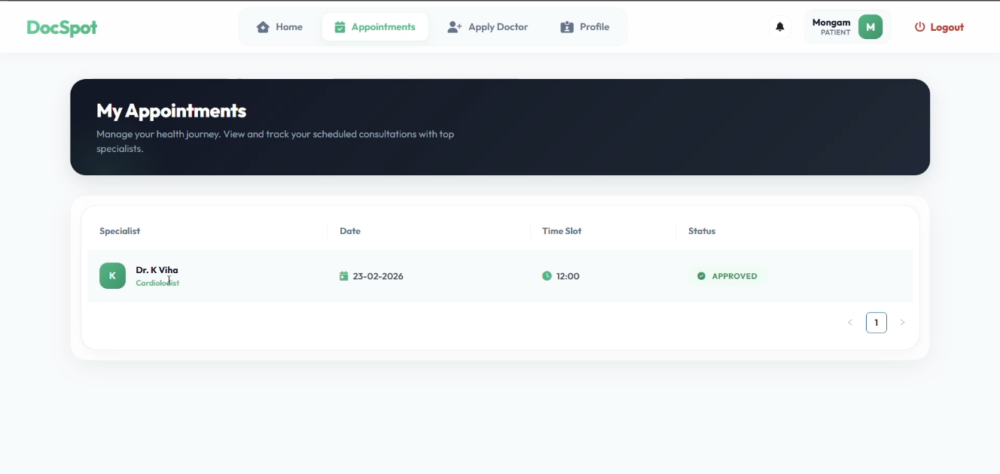 DocSpot
Home
Appointments
Apply Doctor
Profile
Mongam
PATIENT
M
Logout
My Appointments
Manage your health journey. View and track your scheduled consultations with top
specialists.
Specialist
Date
Time Slot
Status
K
Dr. K Viha
Cardiologist
23-02-2026
12:00
APPROVED
1